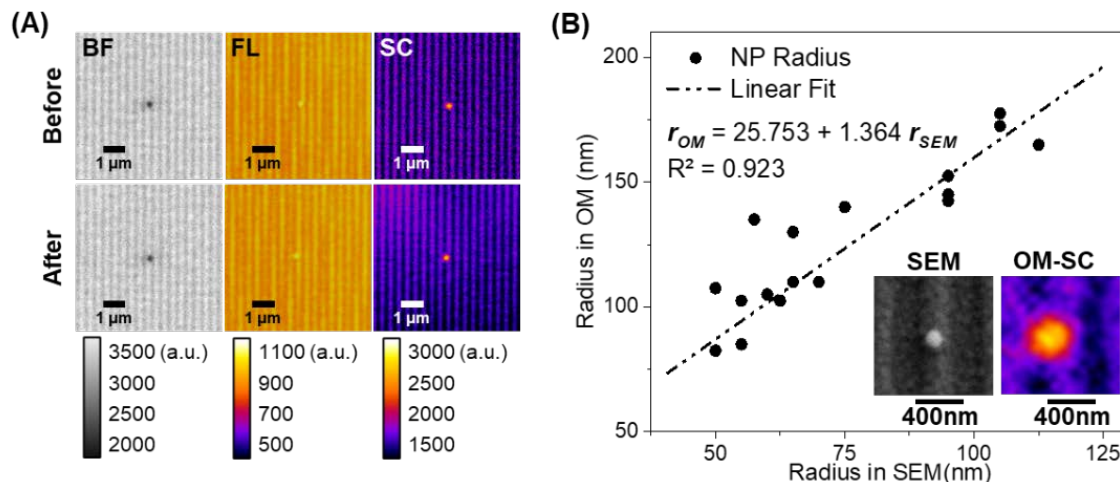 (A)
BF
FL
SC
Before
1 µm
1 µm
1 µm
After
1 µm
1 µm
1 µm
3500 (a.u.)
3000
2500
2000
1100 (a.u.)
900
700
500
3000 (a.u.)
2500
2000
1500
(B)
200
150
100
50
Radius in OM (nm)
NP Radius
Linear Fit
r_OM = 25.753 + 1.364 r_SEM
R² = 0.923
SEM
OM-SC
400nm
400nm
50
75
100
125
Radius in SEM(nm)